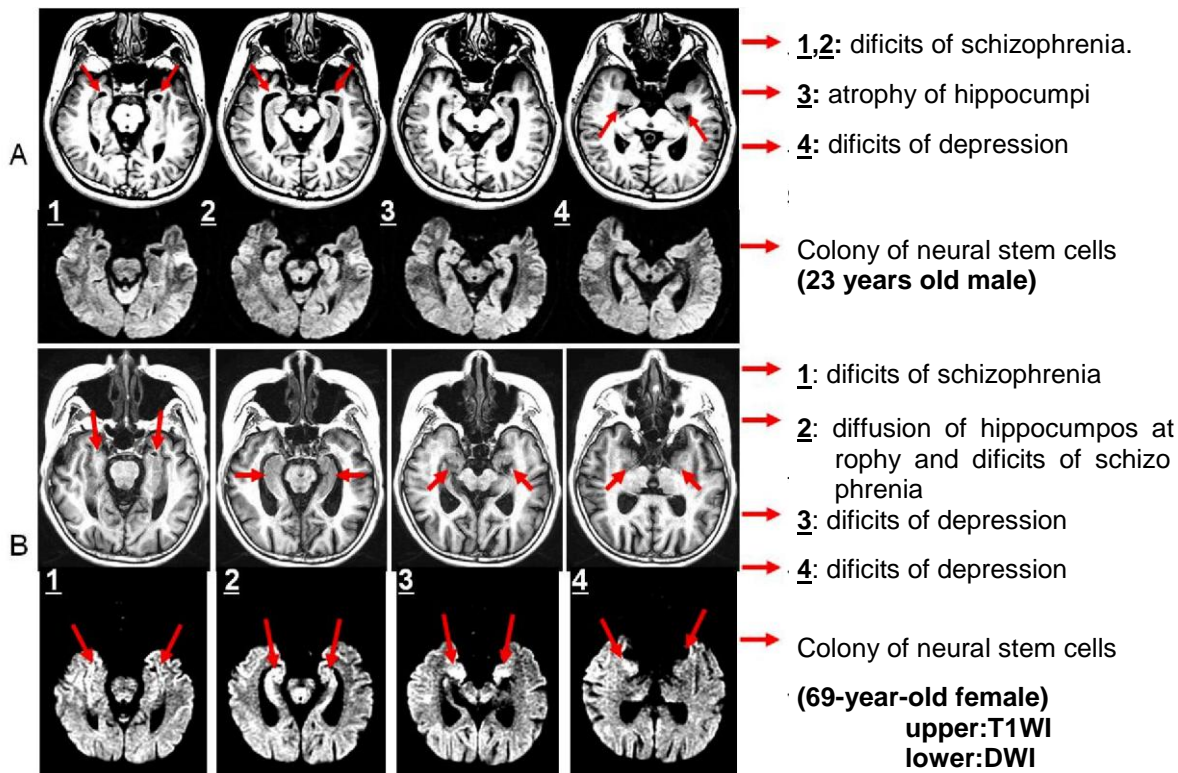 1,2: dificits of schizophrenia.
3: atrophy of hippocumpi
A
4: dificits of depression
1 2 3 4
Colony of neural stem cells
(23 years old male)
1: dificits of schizophrenia
2: diffusion of hippocumpos at
rophy and dificits of schizo
phrenia
B
3: dificits of depression
4: dificits of depression
1 2 3 4
Colony of neural stem cells
(69-year-old female)
upper:T1WI
lower:DWI